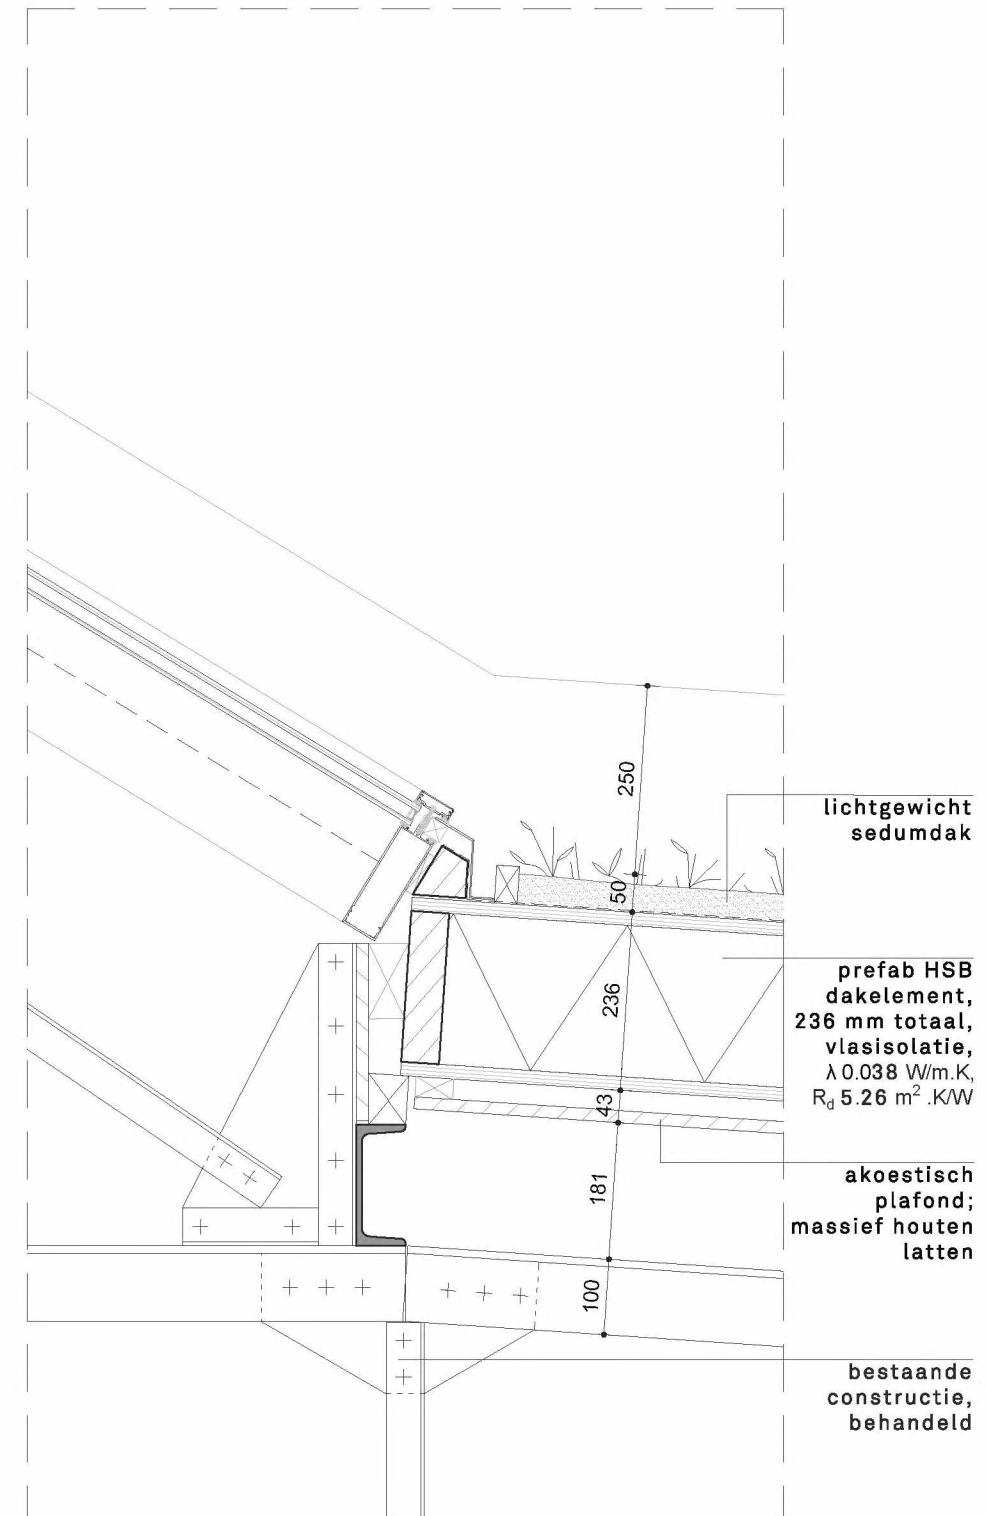 250
lichtgewicht
sedumdak
50
prefab HSB
dakelement,
236 mm totaal,
vlasisolatie,
λ 0.038 W/m.K,
Rd 5.26 m² .K/W
236
43
akoestisch
plafond;
massief houten
latten
181
100
bestaande
constructie,
behandeld